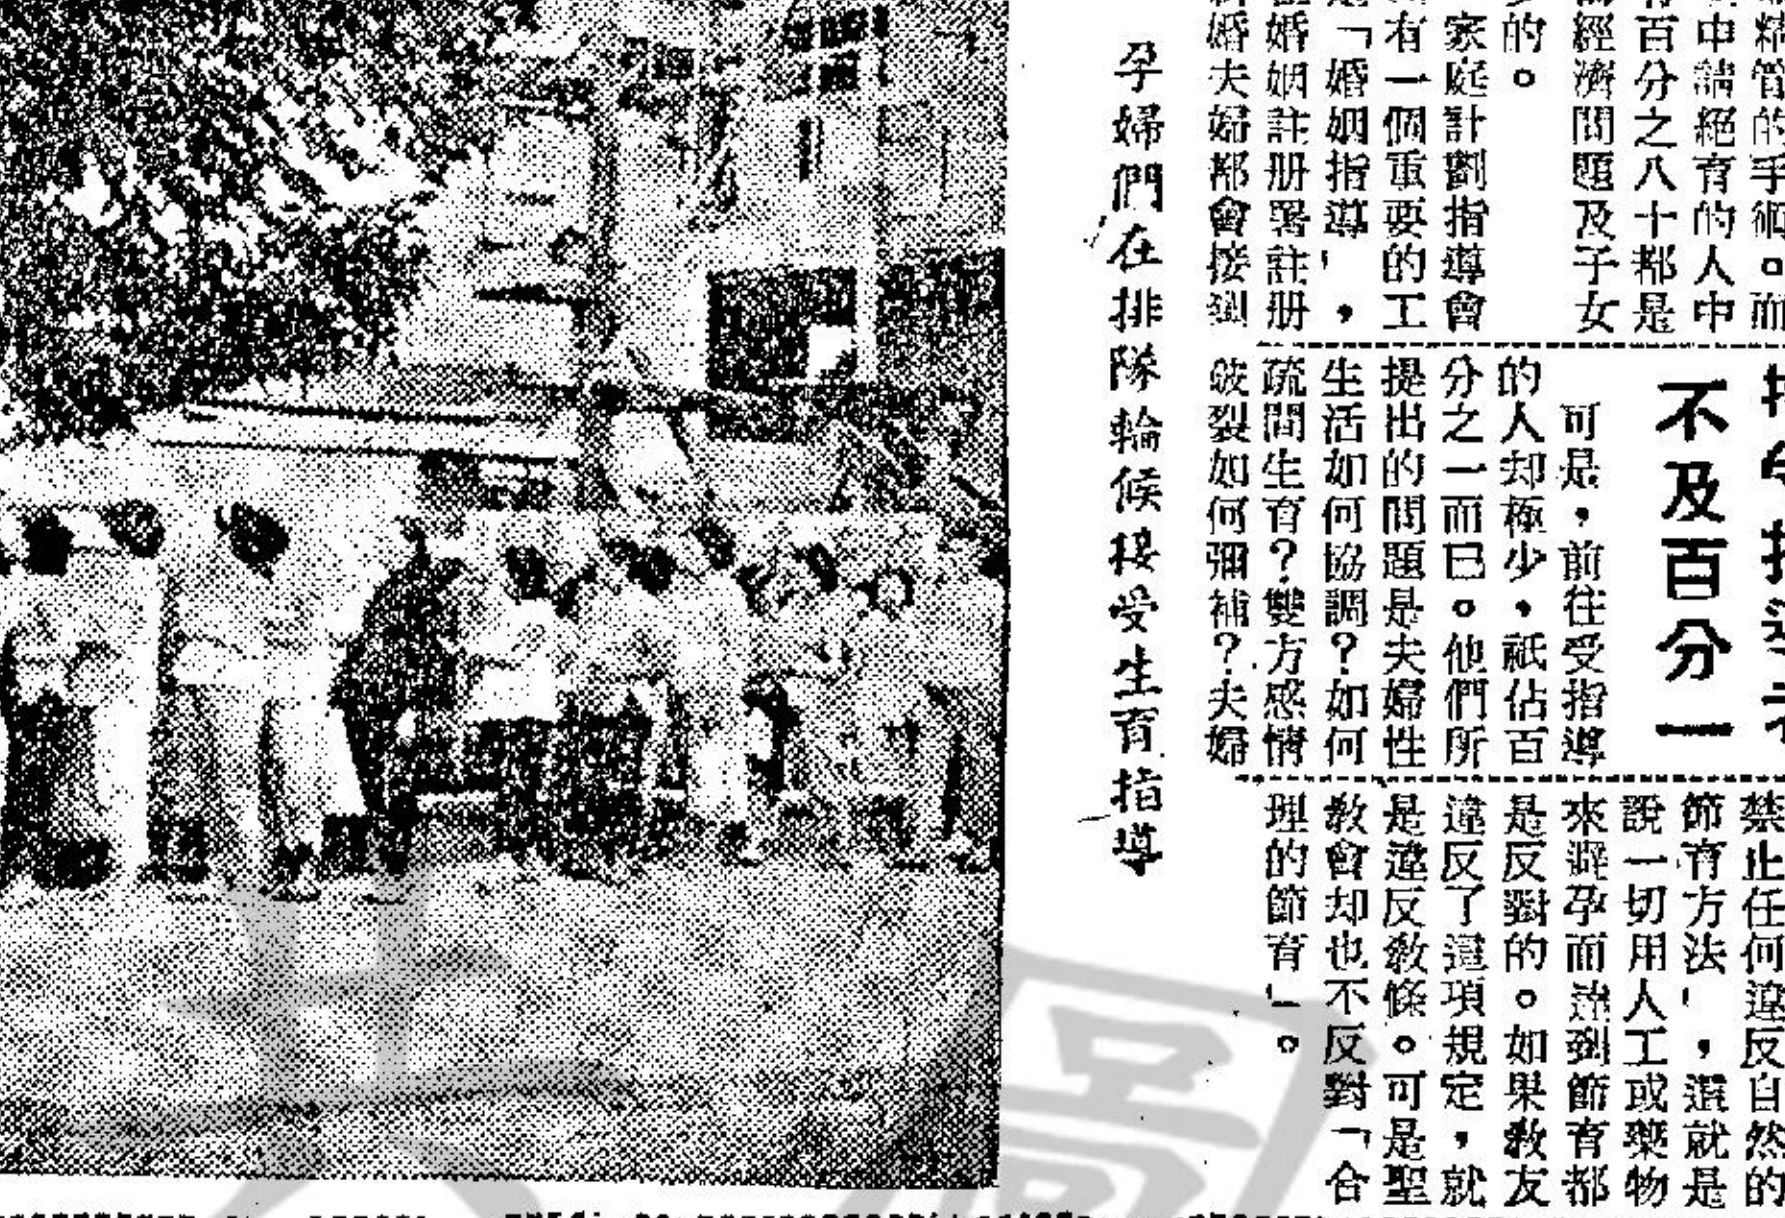 精管的手術。而
申請絕育的人中
百分之八十都是
經濟問題及子女
的。
家庭計劃指導會
有一個重要的工
「婚姻指導」，
婚姻註册署註册
婚夫婦都會接到
不及百分一
可是，前往受指導
的人却極少，祇佔百
分之一而已。他們所
提出的問題是夫婦性
生活如何協調？如何
疏間生育？雙方感情
破裂如何彌補？夫婦
禁止任何違反自然的
節育方法」，還就是
說一切用人工或藥物
來避孕而達到節育都
是反對的。如果教友
違反了這項規定，就
是違反教條。可是聖
教會却也不反對「合
理的節育」。
孕婦們在排隊輪候接受生育指導